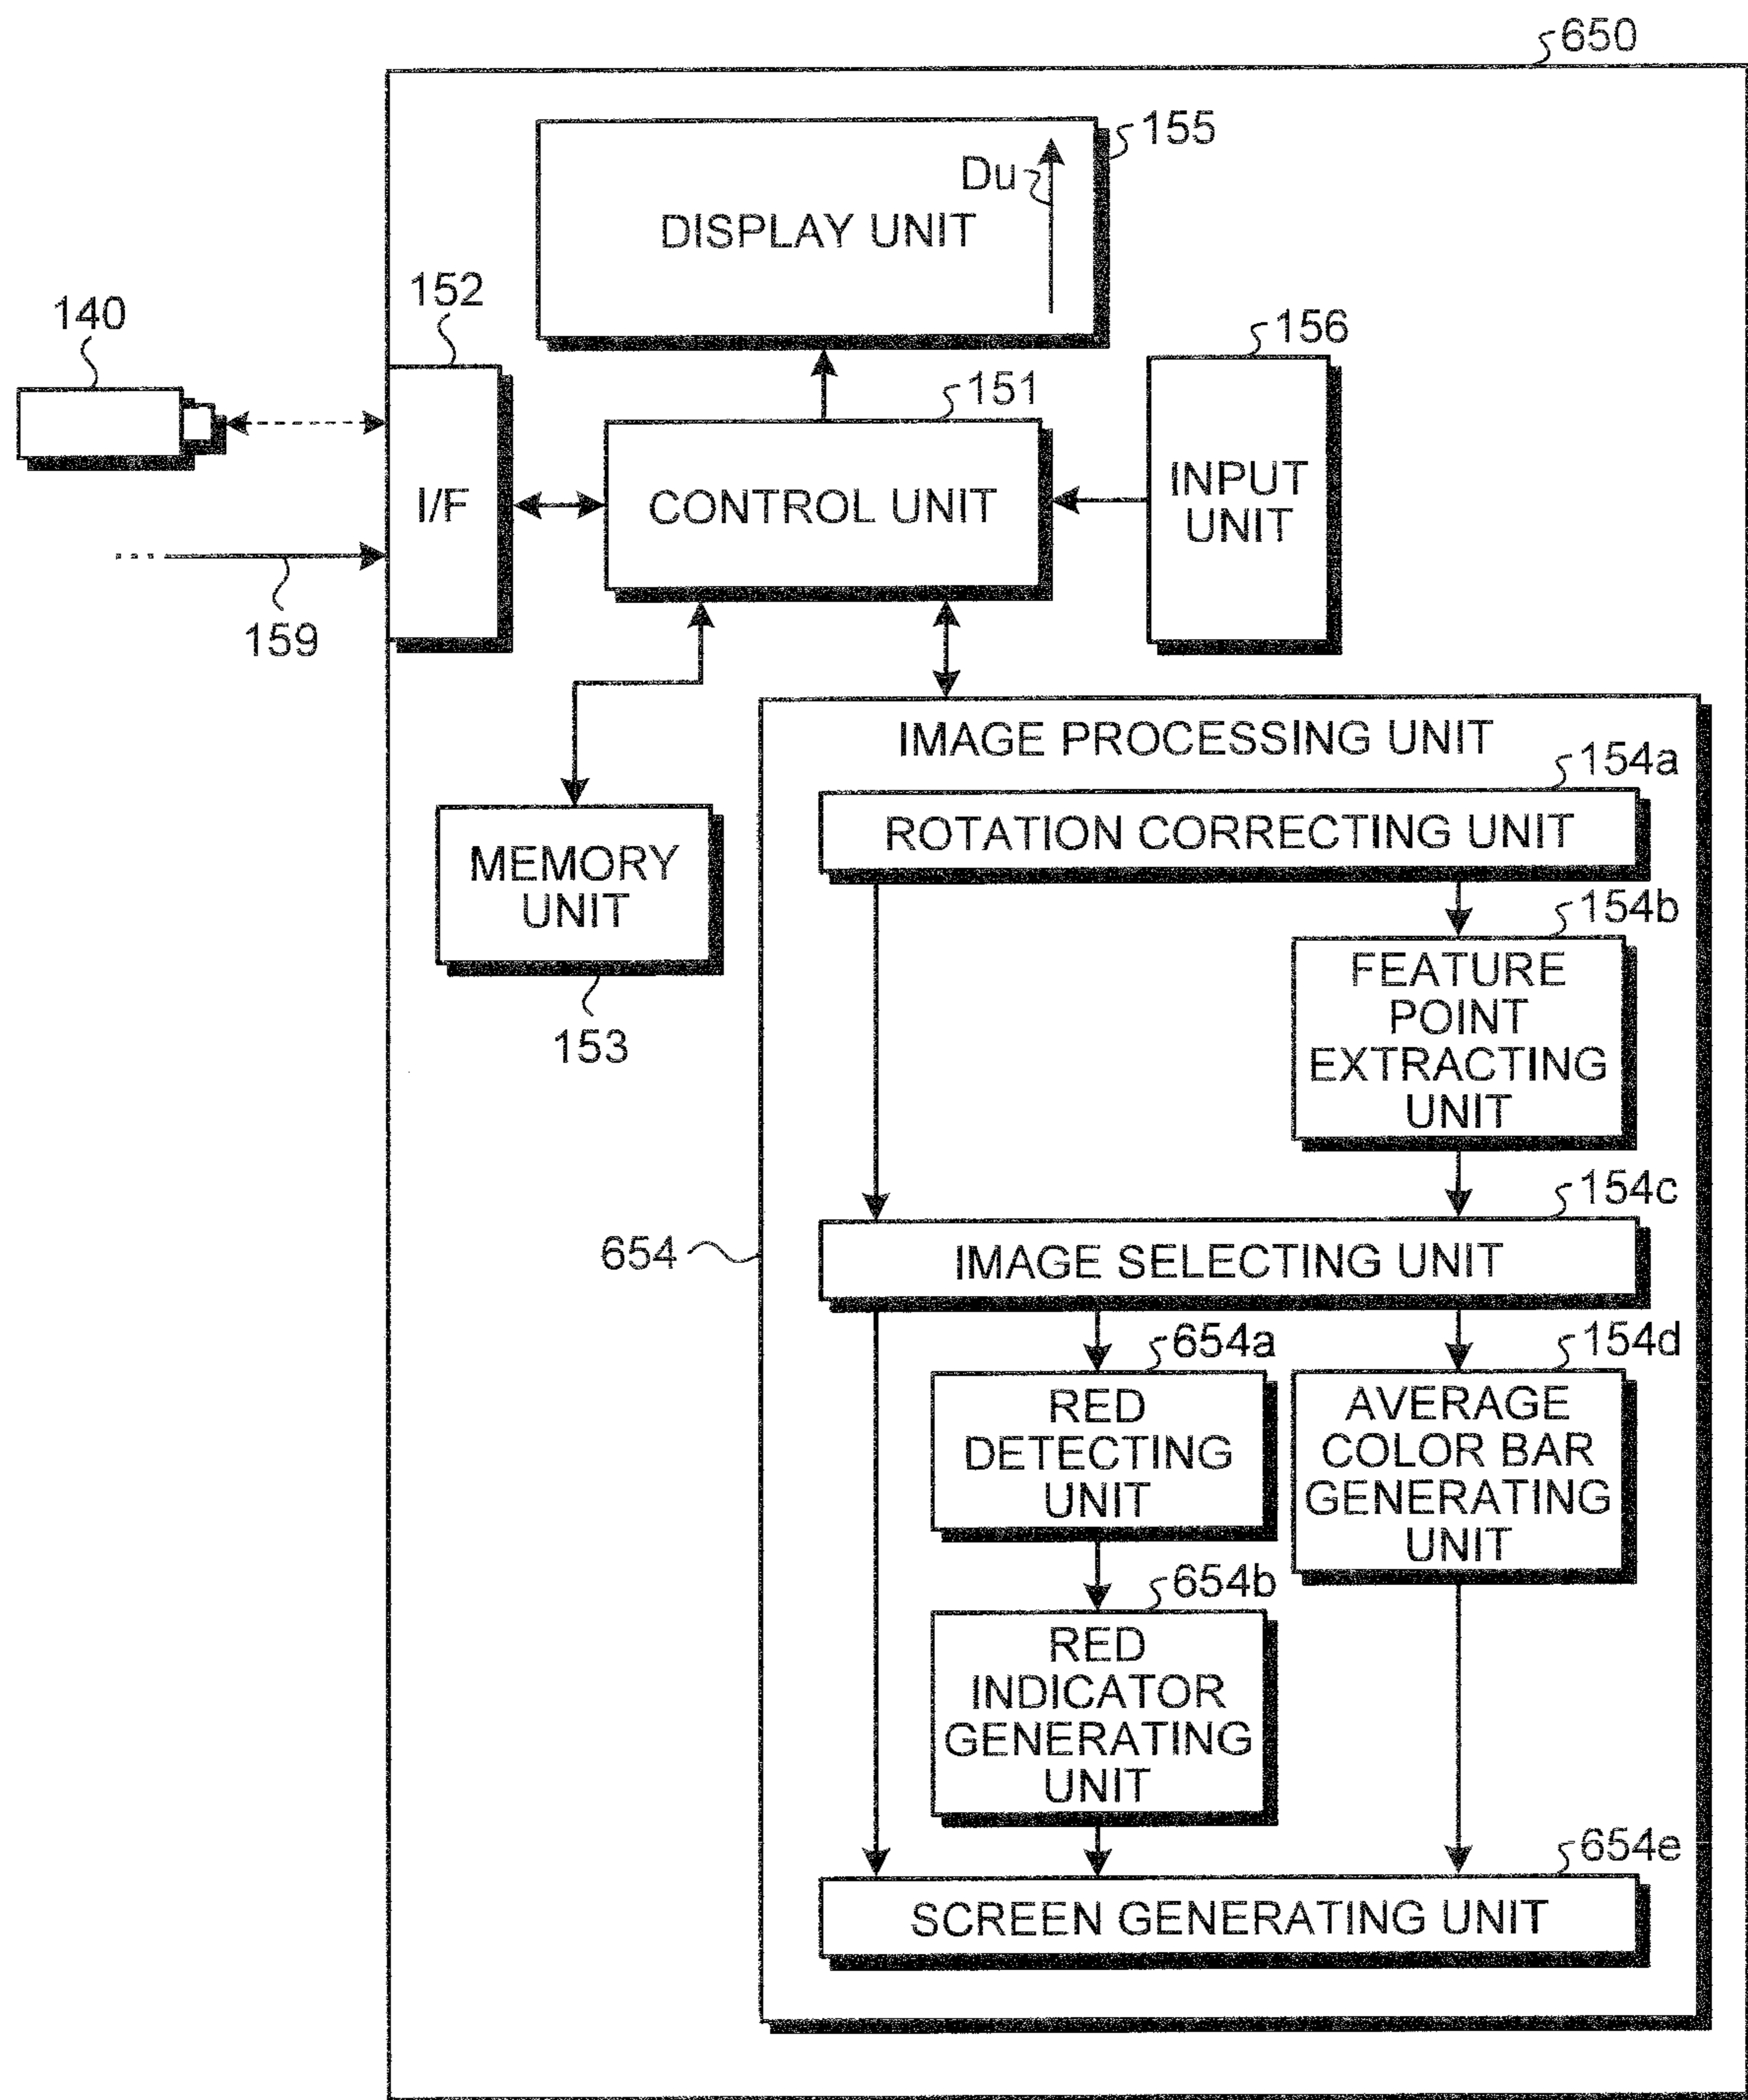 650
155
Du
DISPLAY UNIT
152
140
156
151
I/F
CONTROL UNIT
INPUT
UNIT
159
IMAGE PROCESSING UNIT
154a
ROTATION CORRECTING UNIT
MEMORY
UNIT
153
154b
FEATURE
POINT
EXTRACTING
UNIT
154c
654
IMAGE SELECTING UNIT
654a
RED
DETECTING
UNIT
154d
AVERAGE
COLOR BAR
GENERATING
UNIT
654b
RED
INDICATOR
GENERATING
UNIT
654e
SCREEN GENERATING UNIT